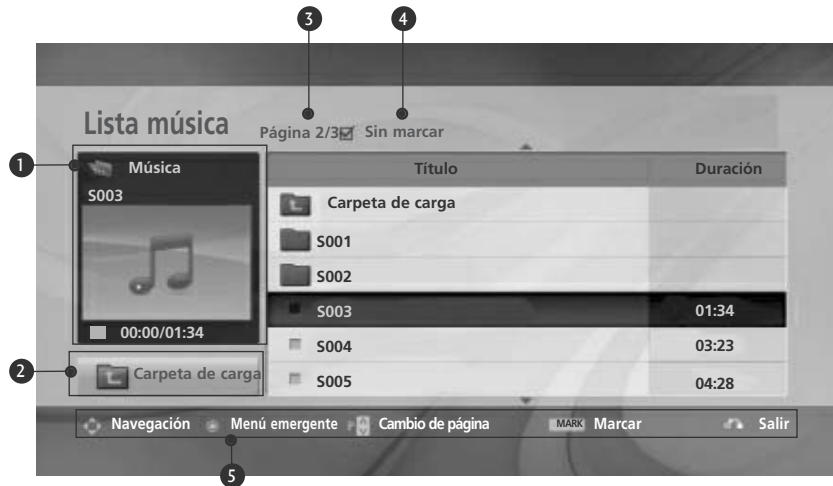 3 4
Lista música Página 2/3 Sin marcar
1 Música Título Duración
S003 Carpeta de carga
S001
S002
S003 01:34
00:00/01:34 S004 03:23
2 Carpeta de carga S005 04:28
Navegación Menú emergente P Cambio de página MARK Marcar Salir
5